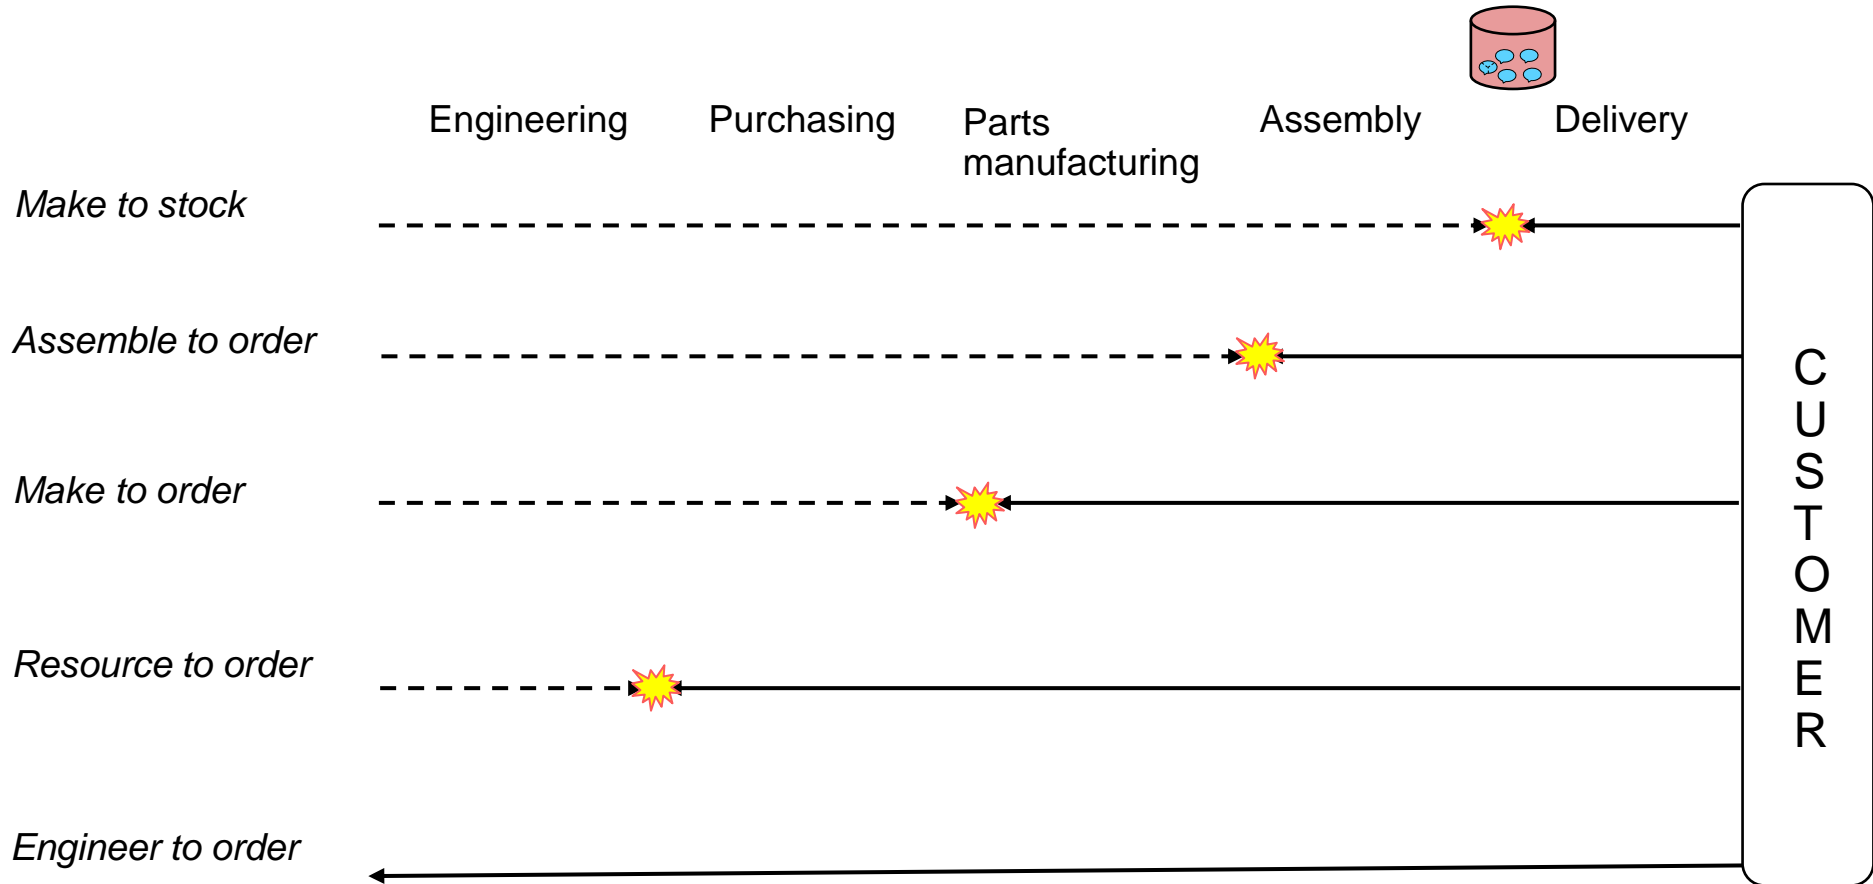 Engineering
Purchasing
Parts
manufacturing
Assembly
Delivery
Make to stock
Assemble to order
Make to order
Resource to order
Engineer to order
C
U
S
T
O
M
E
R